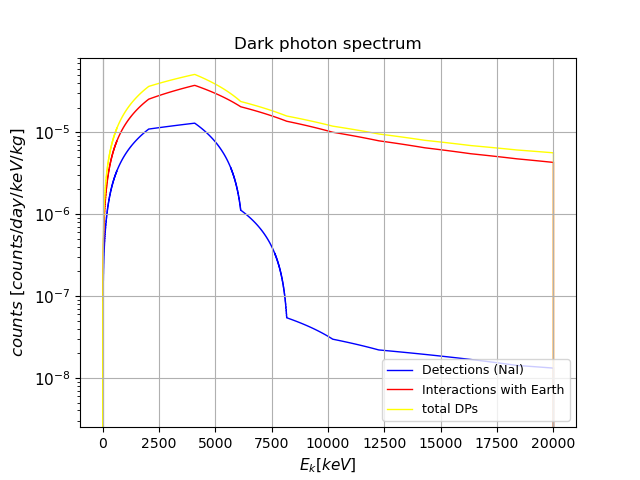 Dark photon spectrum
counts [counts/day/keV/kg]
10⁻⁵
10⁻⁶
10⁻⁷
10⁻⁸
Detections (NaI)
Interactions with Earth
total DPs
0 2500 5000 7500 10000 12500 15000 17500 20000
E_k[keV]